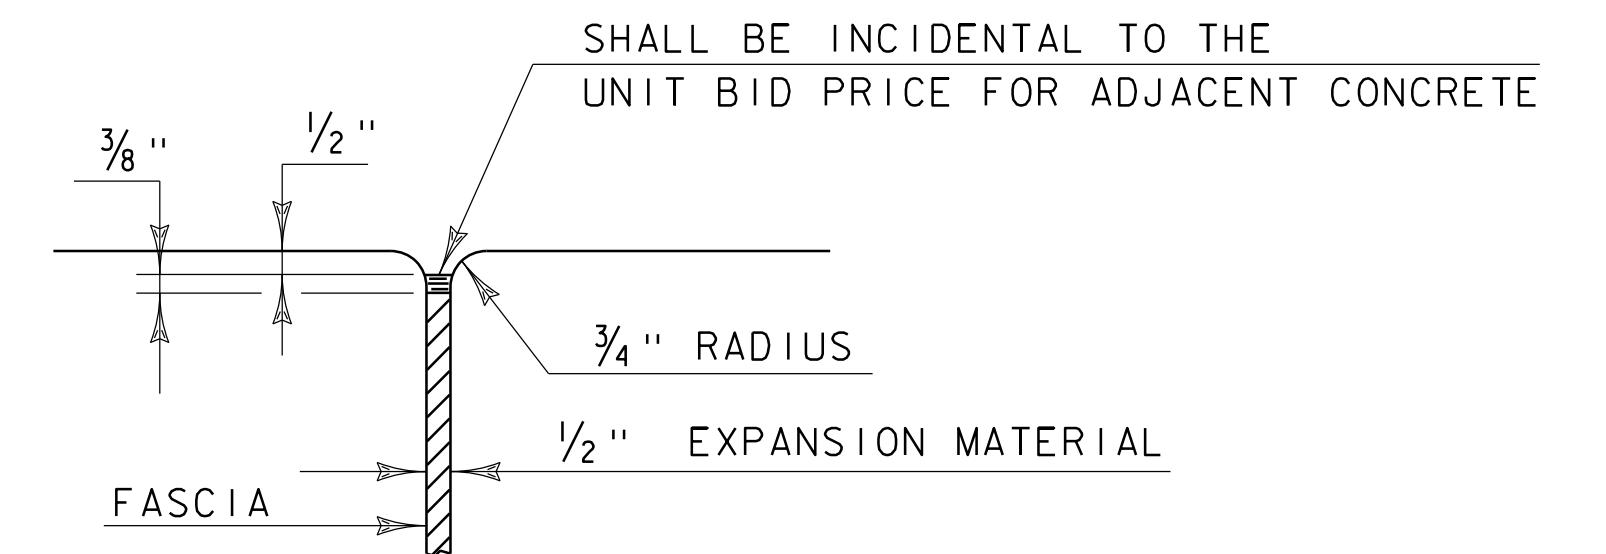 SHALL BE INCIDENTAL TO THE
UNIT BID PRICE FOR ADJACENT CONCRETE
3/8"
1/2"
3/4" RADIUS
1/2" EXPANSION MATERIAL
FASCIA